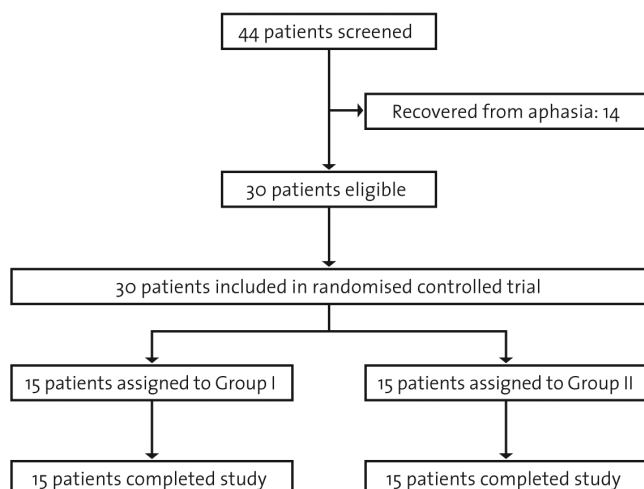 44 patients screened
Recovered from aphasia: 14
30 patients eligible
30 patients included in randomised controlled trial
15 patients assigned to Group I
15 patients assigned to Group II
15 patients completed study
15 patients completed study